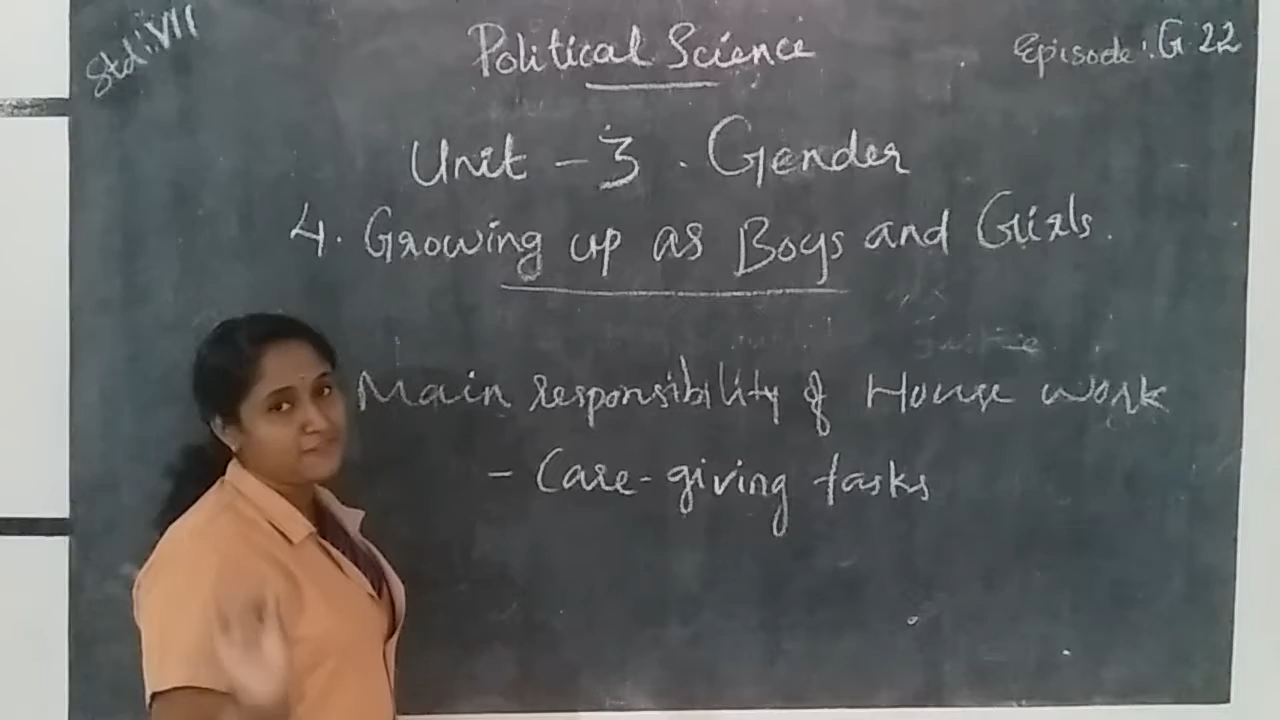 Std: VII
Political Science
Episode: G 22
Unit - 3. Gender
4. Growing up as Boys and Girls.
Main responsibility of House work
- Care-giving tasks